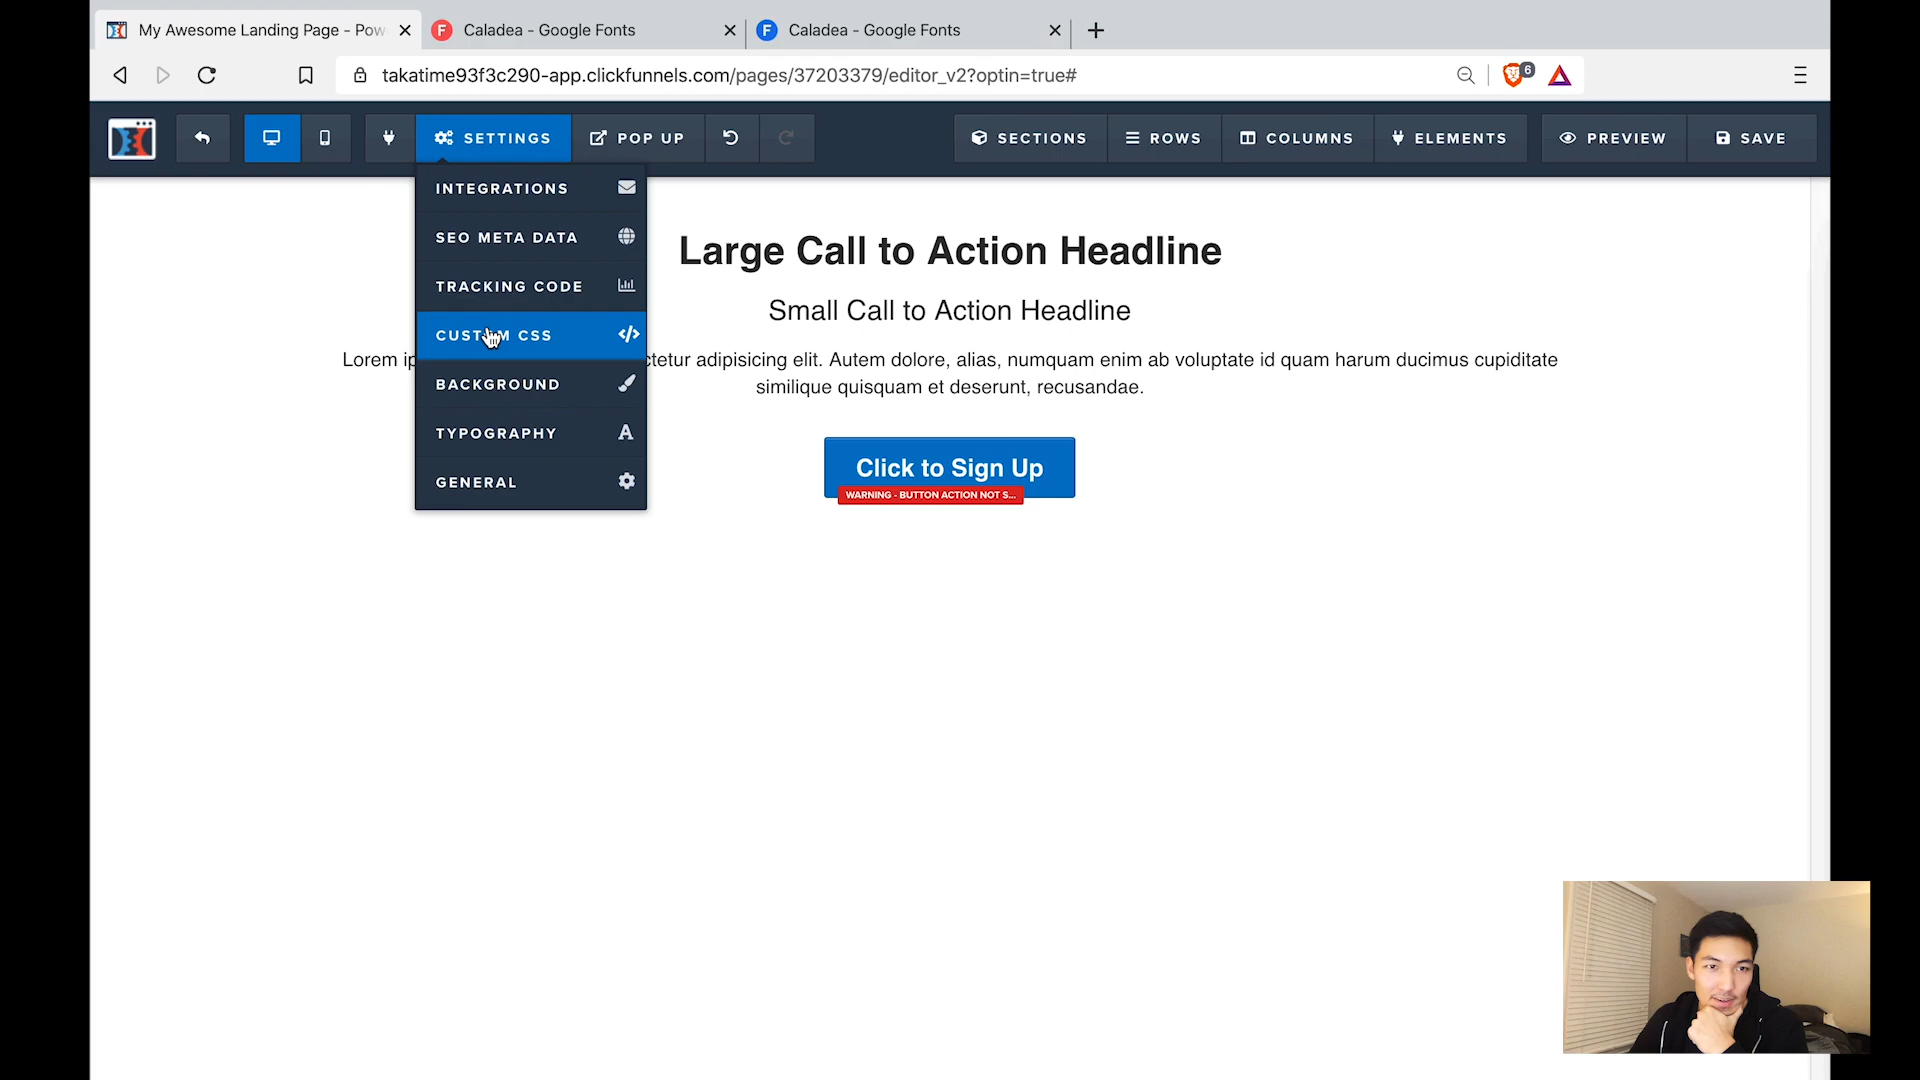 My Awesome Landing Page - Pow
Caladea - Google Fonts
Caladea - Google Fonts
takatime93f3c290-app.clickfunnels.com/pages/37203379/editor_v2?optin=true#
6
SETTINGS
POP UP
SECTIONS
ROWS
COLUMNS
ELEMENTS
PREVIEW
SAVE
INTEGRATIONS
SEO META DATA
TRACKING CODE
CUSTOM CSS
BACKGROUND
TYPOGRAPHY
GENERAL
Large Call to Action Headline
Small Call to Action Headline
Lorem ip ctetur adipisicing elit. Autem dolore, alias, numquam enim ab voluptate id quam harum ducimus cupiditate
similique quisquam et deserunt, recusandae.
Click to Sign Up
WARNING - BUTTON ACTION NOT S...